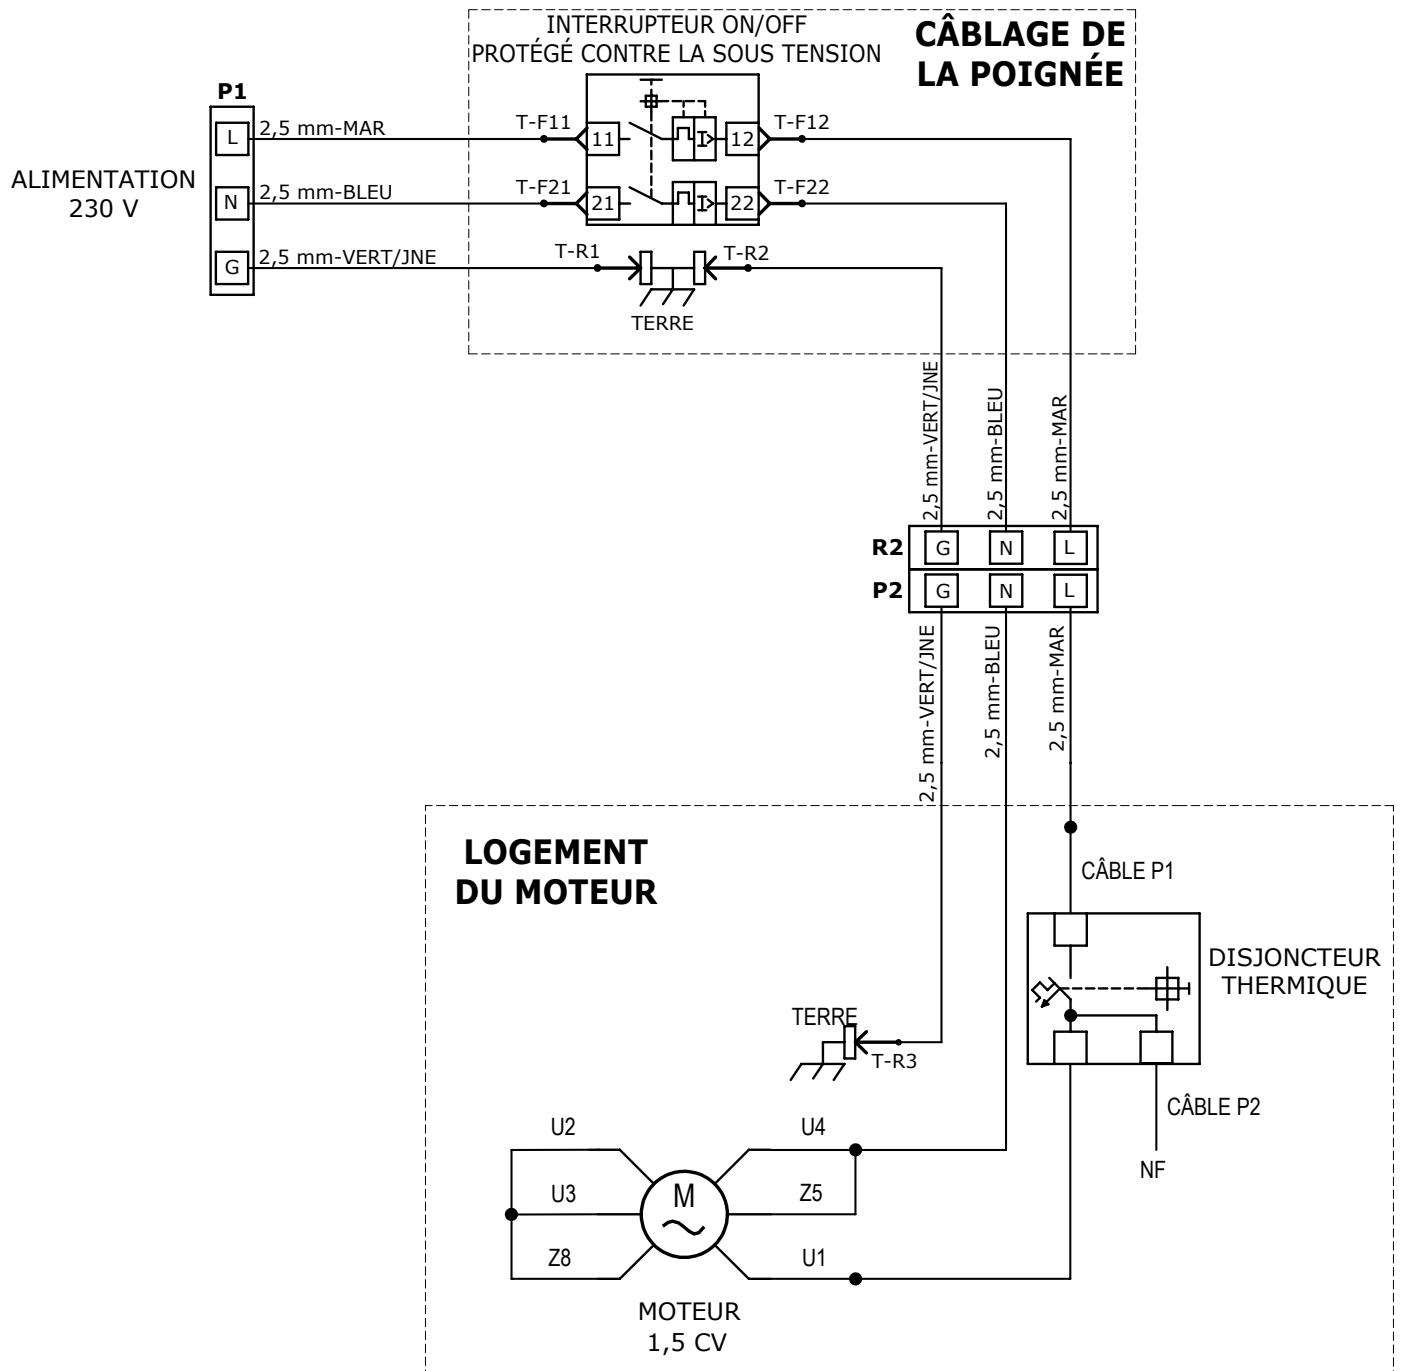 INTERRUPTEUR ON/OFF
PROTÉGÉ CONTRE LA SOUS TENSION
CÂBLAGE DE
LA POIGNÉE
P1
L
2,5 mm-MAR
T-F11
11
12
T-F12
ALIMENTATION
230 V
N
2,5 mm-BLEU
T-F21
21
22
T-F22
G
2,5 mm-VERT/JNE
T-R1
T-R2
TERRE
2,5 mm-VERT/JNE
2,5 mm-BLEU
2,5 mm-MAR
R2
G
N
L
P2
G
N
L
2,5 mm-VERT/JNE
2,5 mm-BLEU
2,5 mm-MAR
LOGEMENT
DU MOTEUR
CÂBLE P1
DISJONCTEUR
THERMIQUE
TERRE
T-R3
CÂBLE P2
NF
U2
U4
U3
M
Z5
Z8
U1
MOTEUR
1,5 CV